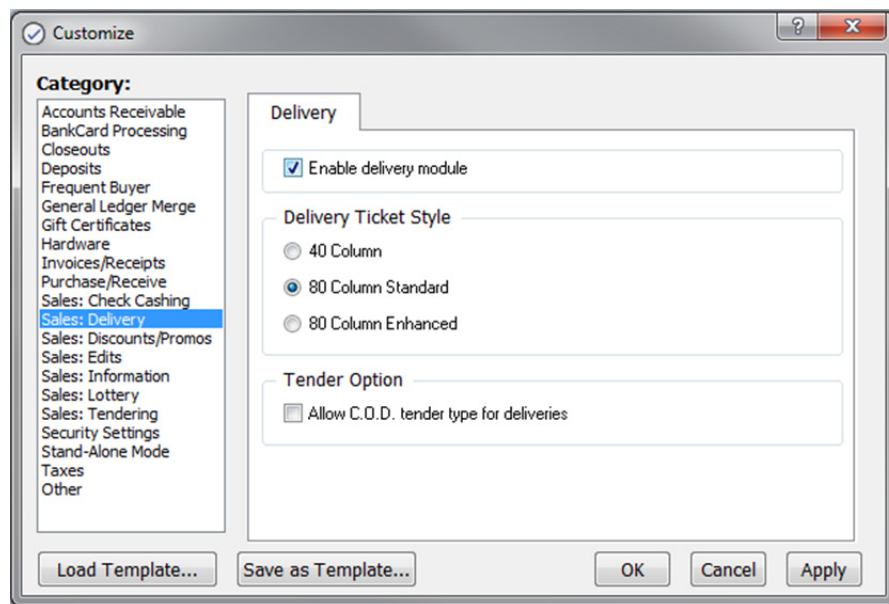 Customize
?
X
Category:
Accounts Receivable
BankCard Processing
Closeouts
Deposits
Frequent Buyer
General Ledger Merge
Gift Certificates
Hardware
Invoices/Receipts
Purchase/Receive
Sales: Check Cashing
Sales: Delivery
Sales: Discounts/Promos
Sales: Edits
Sales: Information
Sales: Lottery
Sales: Tendering
Security Settings
Stand-Alone Mode
Taxes
Other
Delivery
Enable delivery module
Delivery Ticket Style
40 Column
80 Column Standard
80 Column Enhanced
Tender Option
Allow C.O.D. tender type for deliveries
Load Template...
Save as Template...
OK
Cancel
Apply